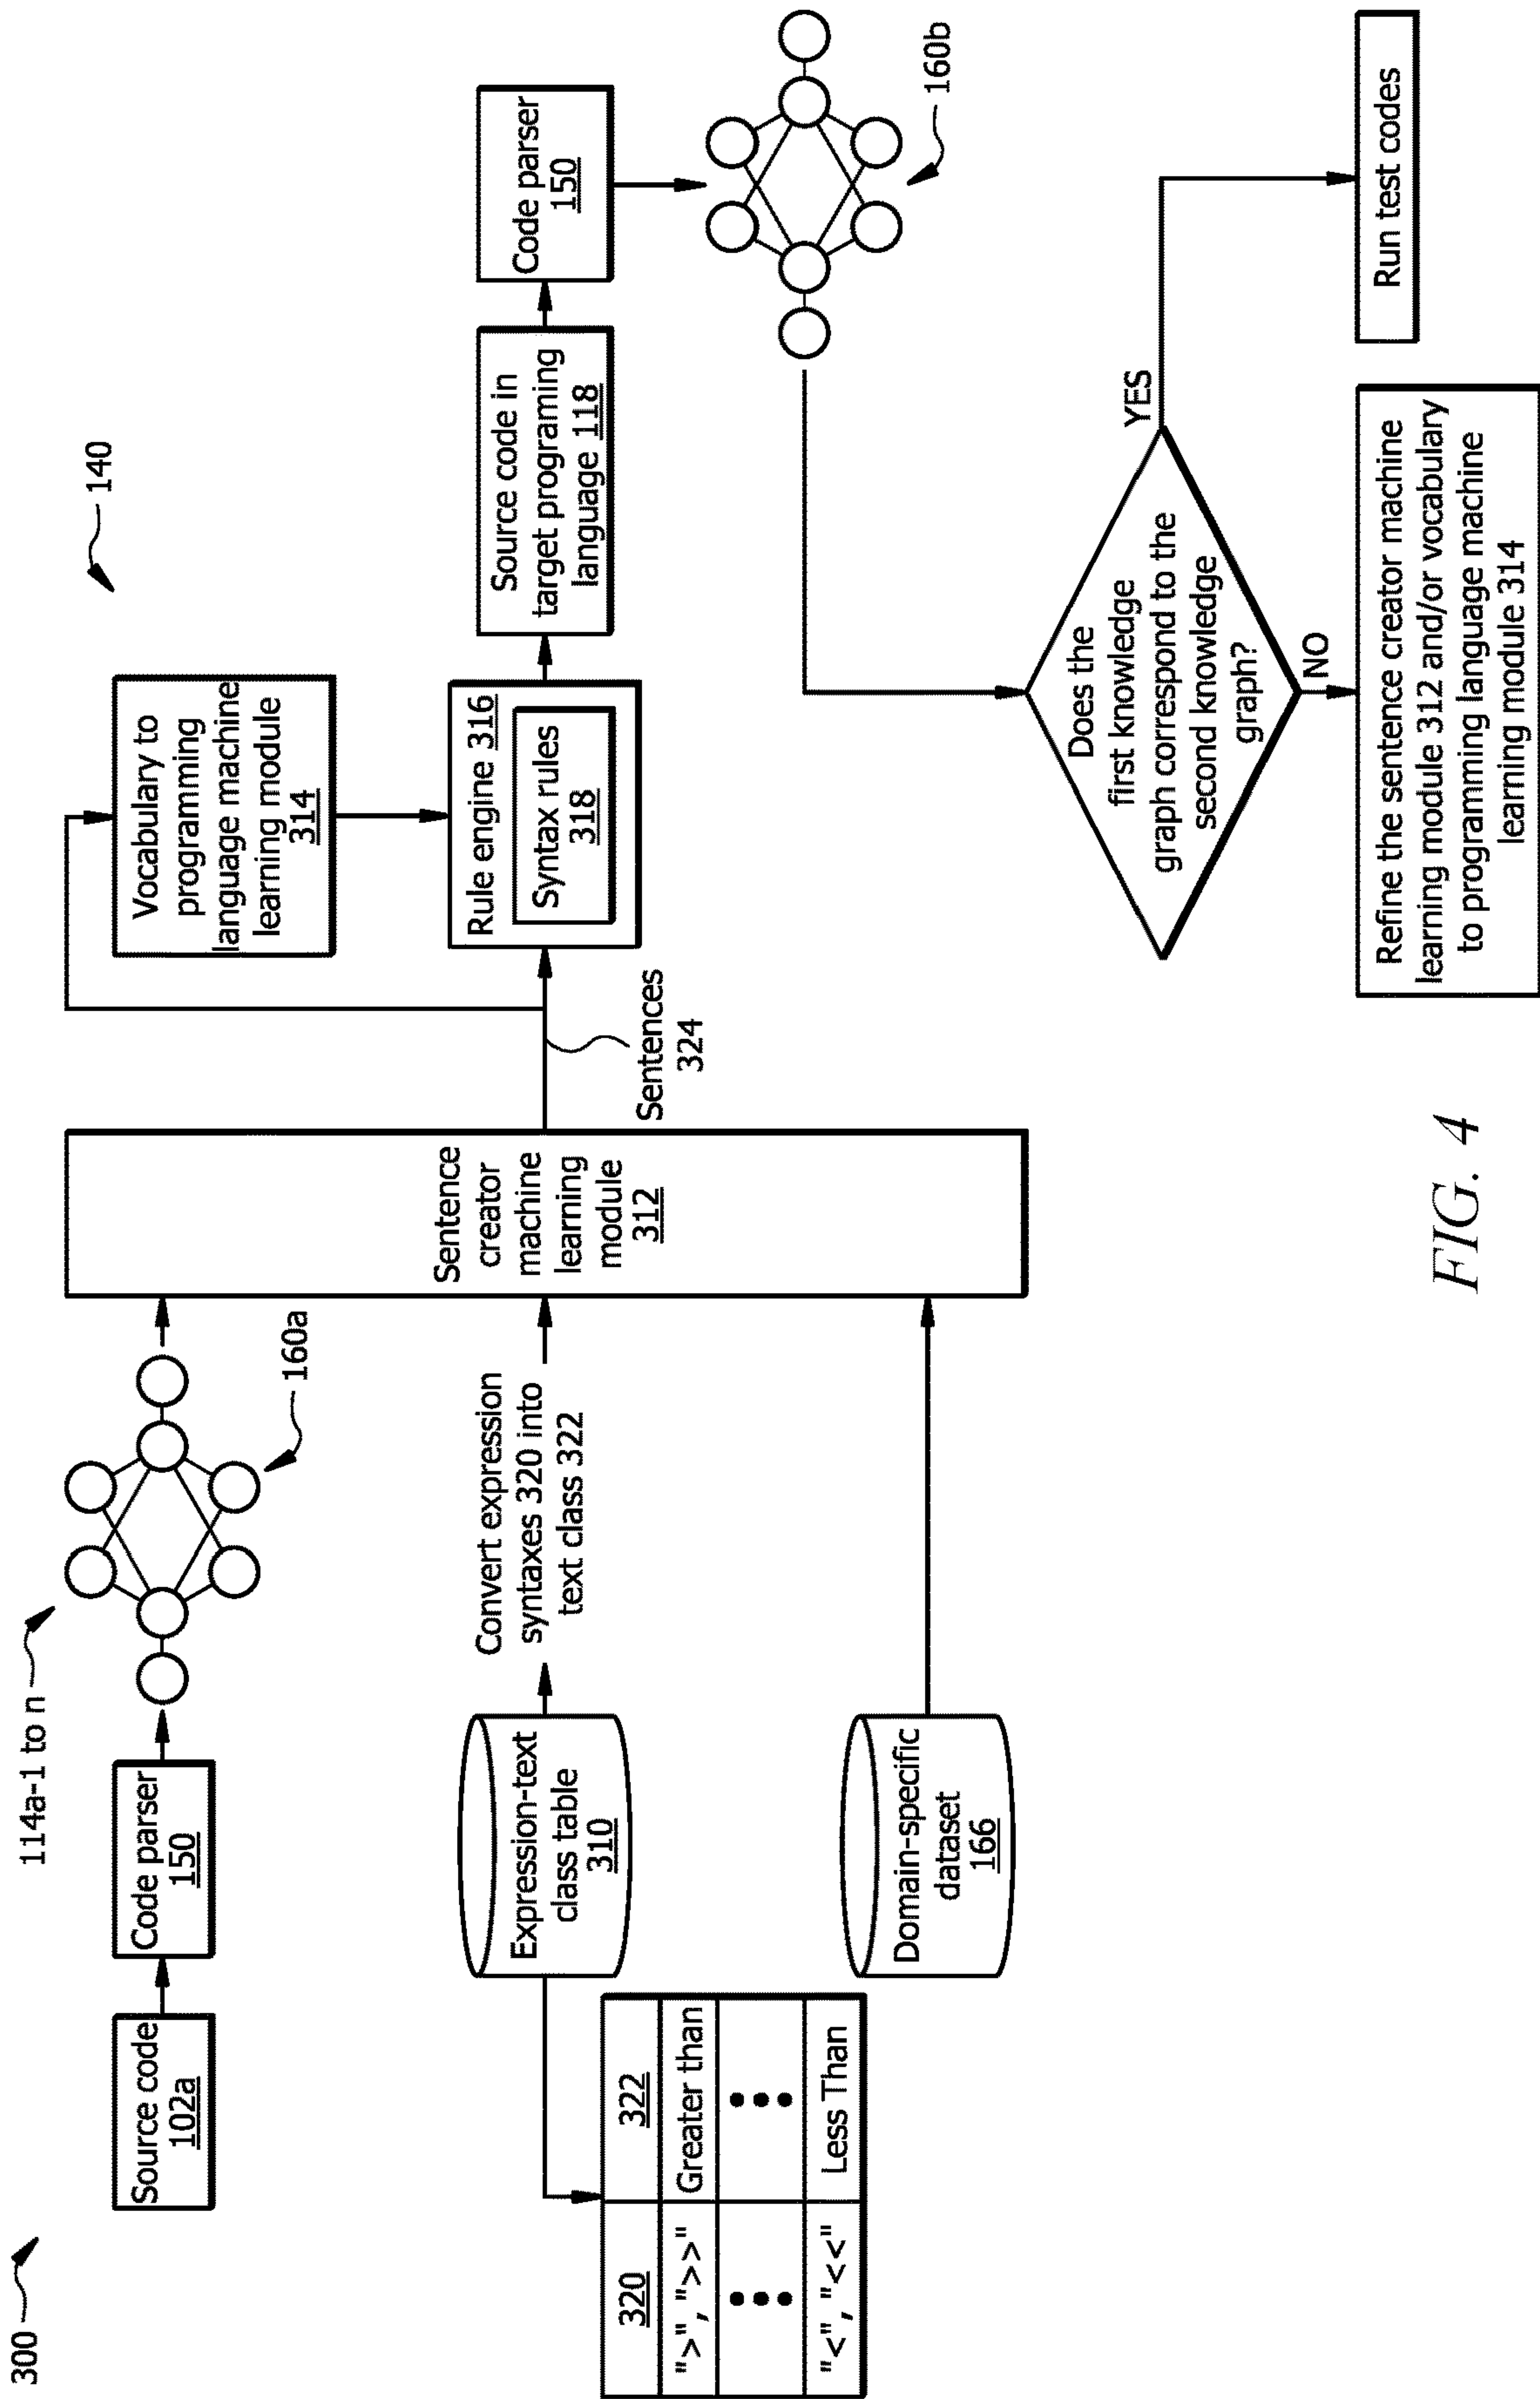 300
140
Source code
102a
Code parser
150
114a-1 to n
160a
Expression-text
class table
310
Convert expression
syntaxes 320 into
text class 322
320
322
">", ">>"
Greater than
"<", "<<"
Less Than
Domain-specific
dataset
166
Sentence
creator
machine
learning
module
312
Sentences
324
Vocabulary to
programming
language machine
learning module
314
Rule engine 316
Syntax rules
318
Source code in
target programing
language 118
Code parser
150
160b
Does the
first knowledge
graph correspond to the
second knowledge
graph?
YES
NO
Run test codes
Refine the sentence creator machine
learning module 312 and/or vocabulary
to programming language machine
learning module 314
FIG. 4